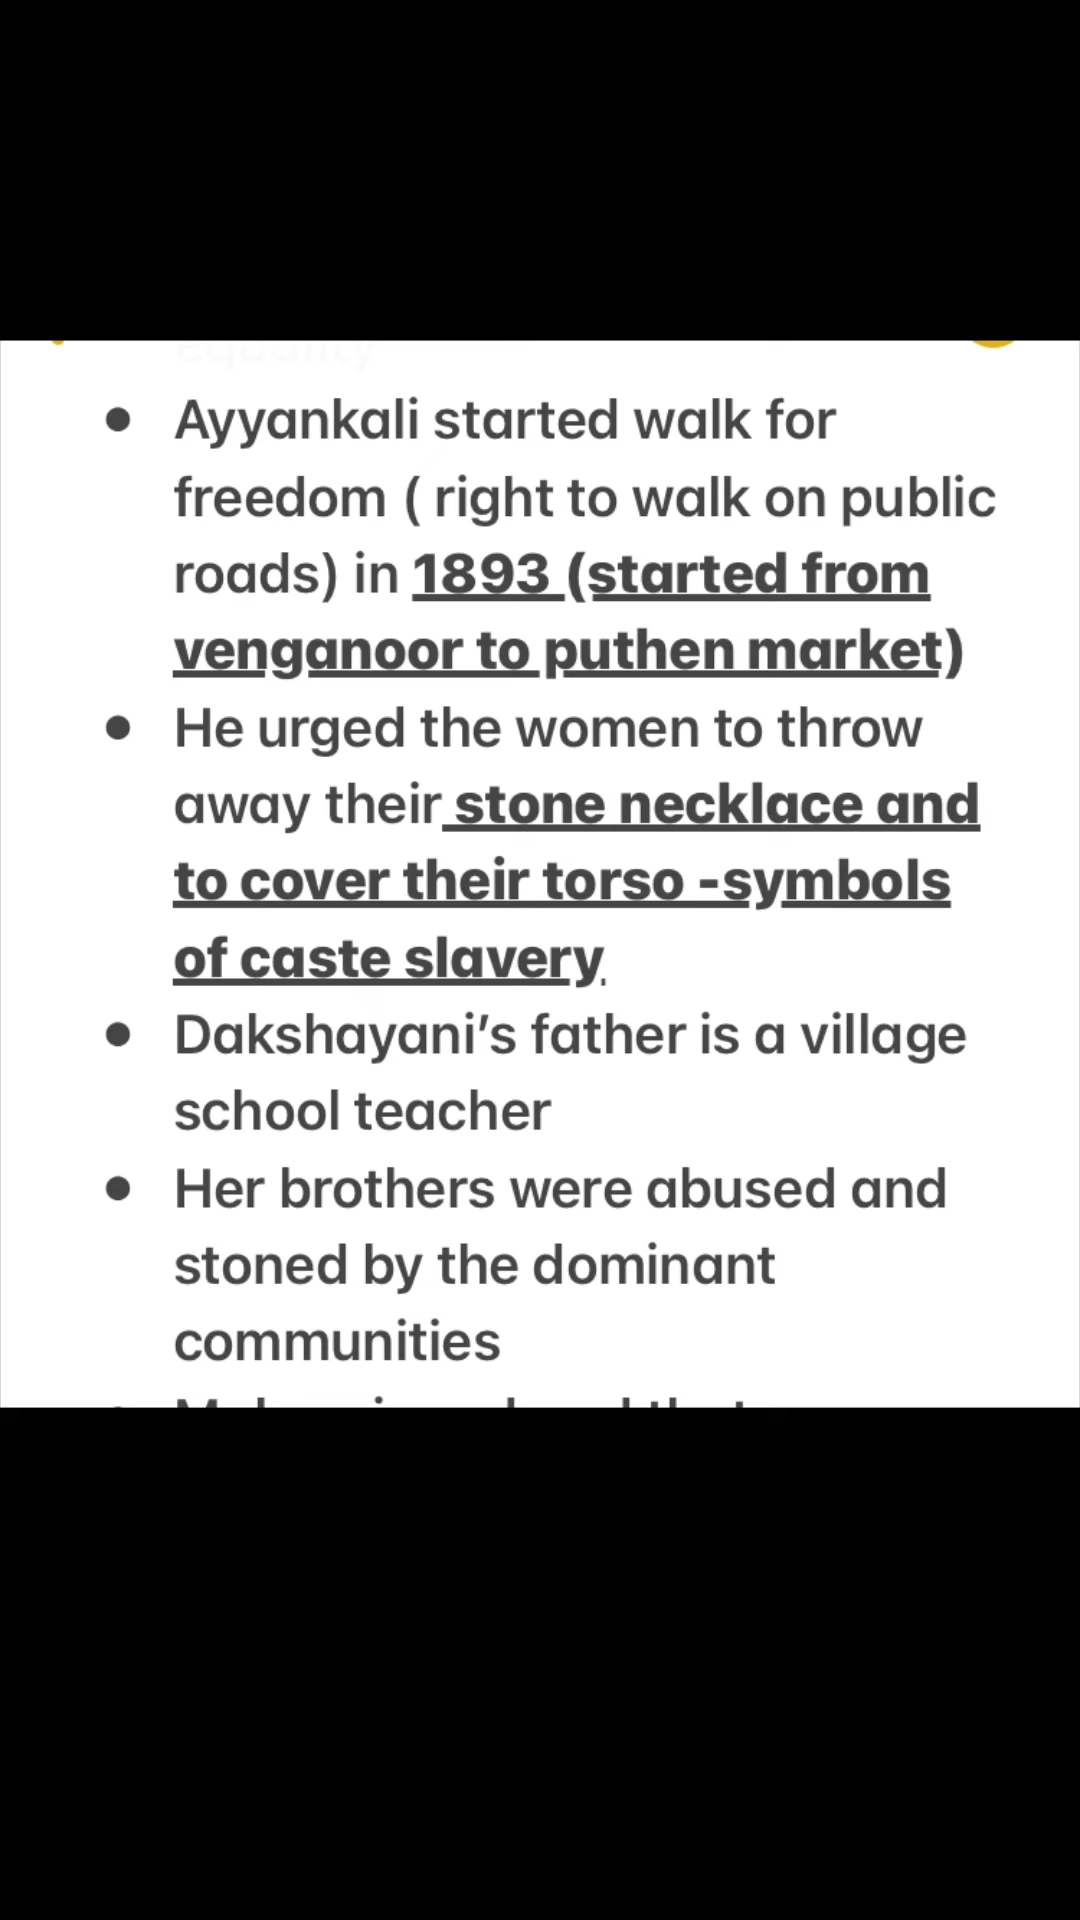 equality
● Ayyankali started walk for
freedom ( right to walk on public
roads) in 1893 (started from
venganoor to puthen market)
● He urged the women to throw
away their stone necklace and
to cover their torso -symbols
of caste slavery.
● Dakshayani's father is a village
school teacher
● Her brothers were abused and
stoned by the dominant
communities